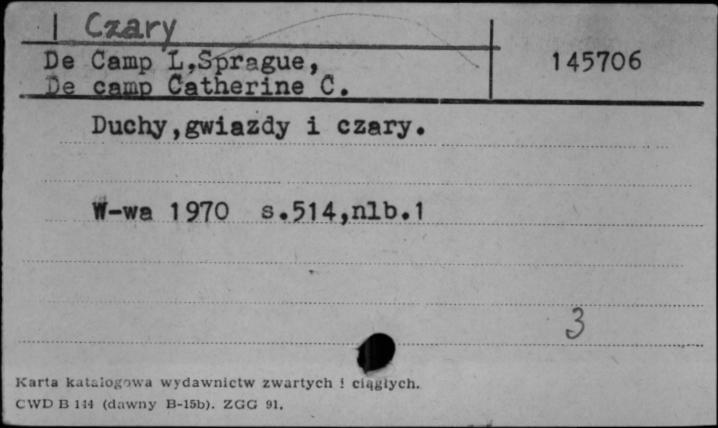 | Czary
De Camp L,Sprague,
De camp Catherine C.
145706
Duchy,gwiazdy i czary.
W-wa 1970 s.514,nlb.1
3
Karta katalogowa wydawnictw zwartych i ciągłych.
CWD B 144 (dawny B-15b). ZGG 91.